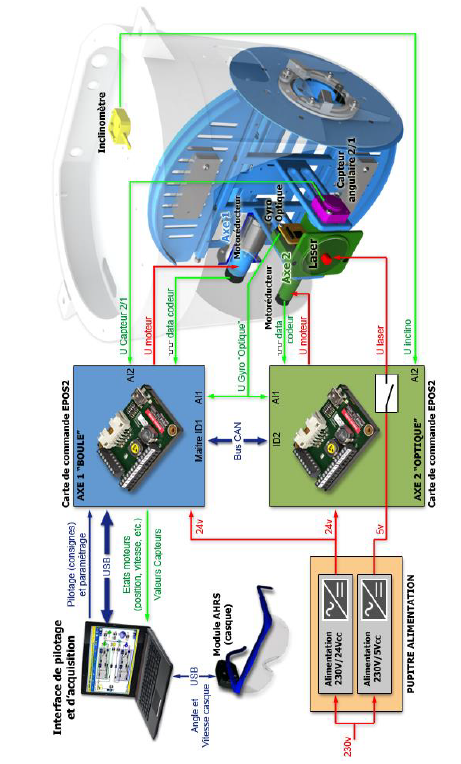 Interface de pilotage
et d'acquisition
Pilotage (consignes)
et paramétrage
USB
Etats moteurs
(position, vitesse, etc.)
Valeurs Capteurs
Angle et
Vitesse casque
USB
Module AHRS
(casque)
230v
Alimentation
230V/24Vcc
Alimentation
230V/5Vcc
PUPITRE ALIMENTATION
24v
24v
5v
Carte de commande EPOS2
AXE 1 "BOULE"
AI2
Maitre ID1
AI1
Bus CAN
ID2
AI1
AXE 2 "OPTIQUE"
AI2
Carte de commande EPOS2
U Capteur 2/1
U moteur
data codeur
U Gyro "Optique"
data
codeur
U moteur
U laser
U inclino
Inclinomètre
Axe 1
Motoréducteur
Gyro
Optique
Capteur
angulaire 2/1
Motoréducteur
Axe 2
Laser